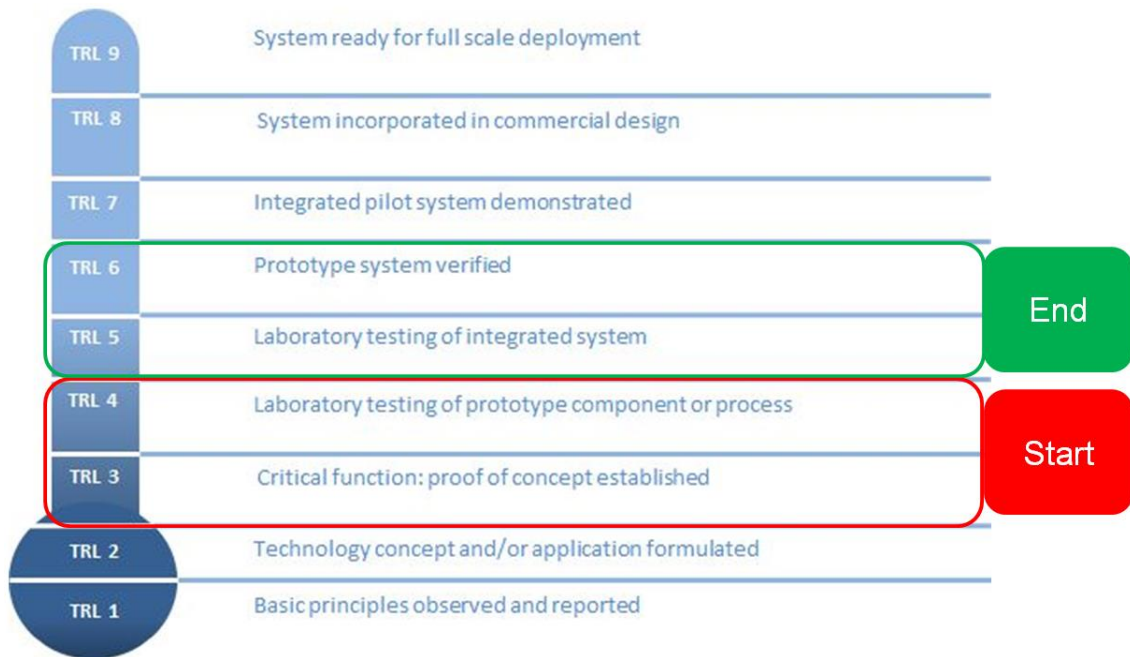 TRL 9 System ready for full scale deployment
TRL 8 System incorporated in commercial design
TRL 7 Integrated pilot system demonstrated
TRL 6 Prototype system verified
End
TRL 5 Laboratory testing of integrated system
TRL 4 Laboratory testing of prototype component or process
Start
TRL 3 Critical function: proof of concept established
TRL 2 Technology concept and/or application formulated
TRL 1 Basic principles observed and reported